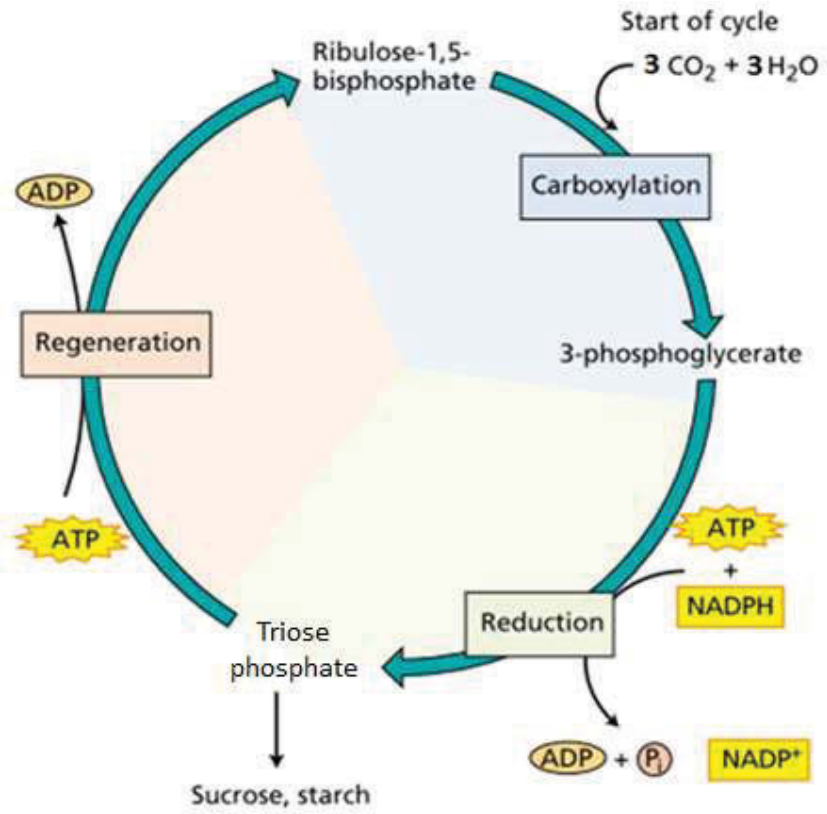 Start of cycle
3 CO₂ + 3 H₂O
Ribulose-1,5-
bisphosphate
Carboxylation
3-phosphoglycerate
ATP
+
NADPH
Reduction
ADP + Pi
NADP⁺
Triose
phosphate
Sucrose, starch
ATP
Regeneration
ADP